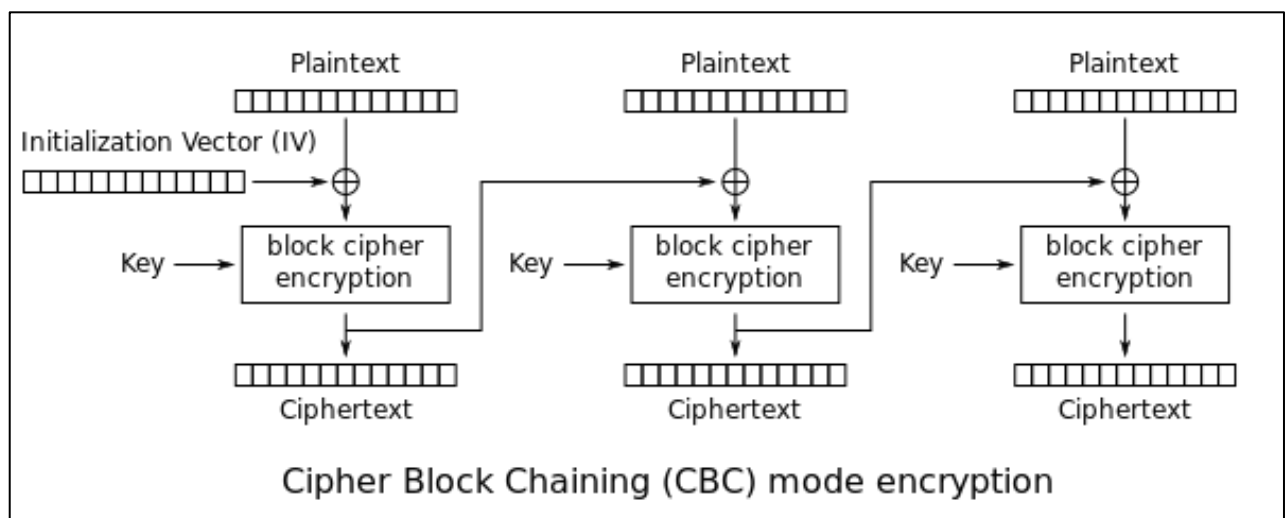 Plaintext
Plaintext
Plaintext
Initialization Vector (IV)
Key
block cipher
encryption
Key
block cipher
encryption
Key
block cipher
encryption
Ciphertext
Ciphertext
Ciphertext
Cipher Block Chaining (CBC) mode encryption